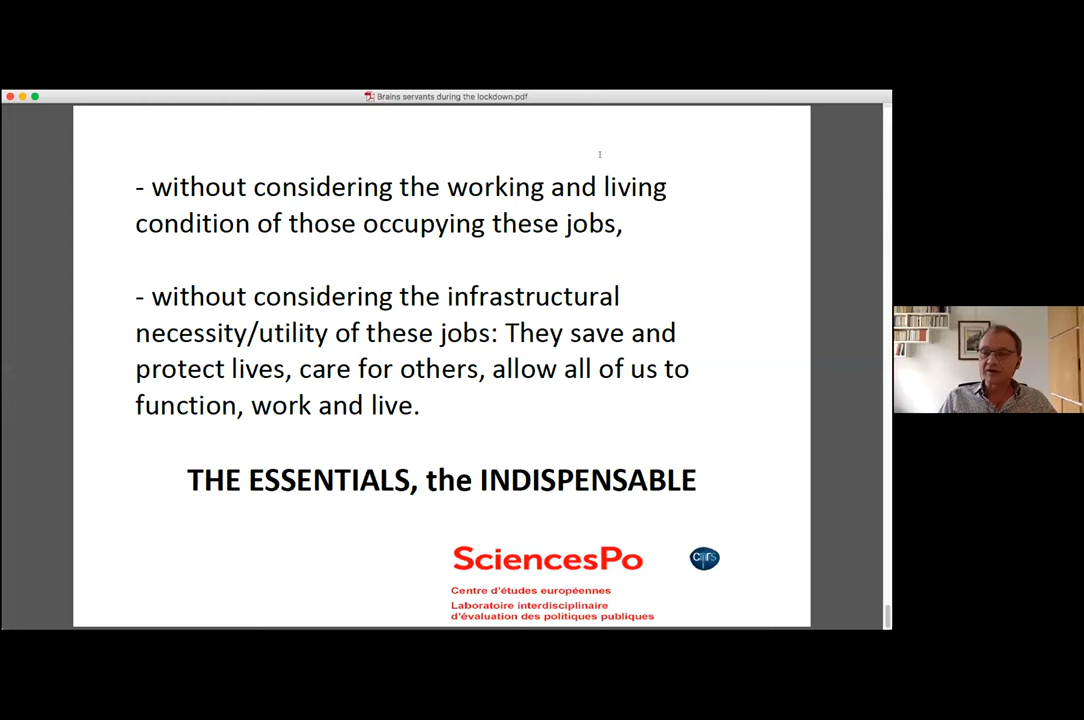 Brains servants during the lockdown.pdf
- without considering the working and living
condition of those occupying these jobs,
- without considering the infrastructural
necessity/utility of these jobs: They save and
protect lives, care for others, allow all of us to
function, work and live.
THE ESSENTIALS, the INDISPENSABLE
SciencesPo
cnrs
Centre d'études européennes
Laboratoire interdisciplinaire
d'évaluation des politiques publiques